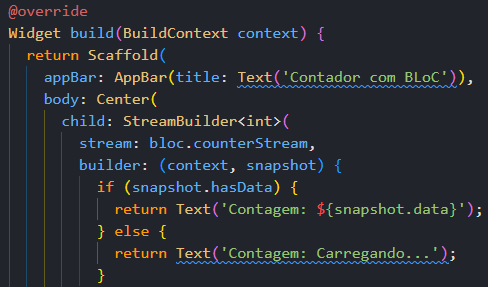 @override
Widget build(BuildContext context) {
  return Scaffold(
    appBar: AppBar(title: Text('Contador com BLoC')),
    body: Center(
      child: StreamBuilder<int>(
        stream: bloc.counterStream,
        builder: (context, snapshot) {
          if (snapshot.hasData) {
            return Text('Contagem: ${snapshot.data}');
          } else {
            return Text('Contagem: Carregando...');
          }